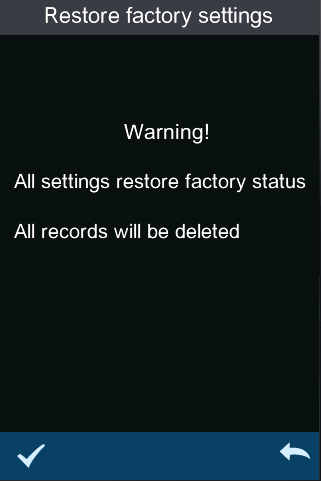 Restore factory settings
Warning!
All settings restore factory status
All records will be deleted